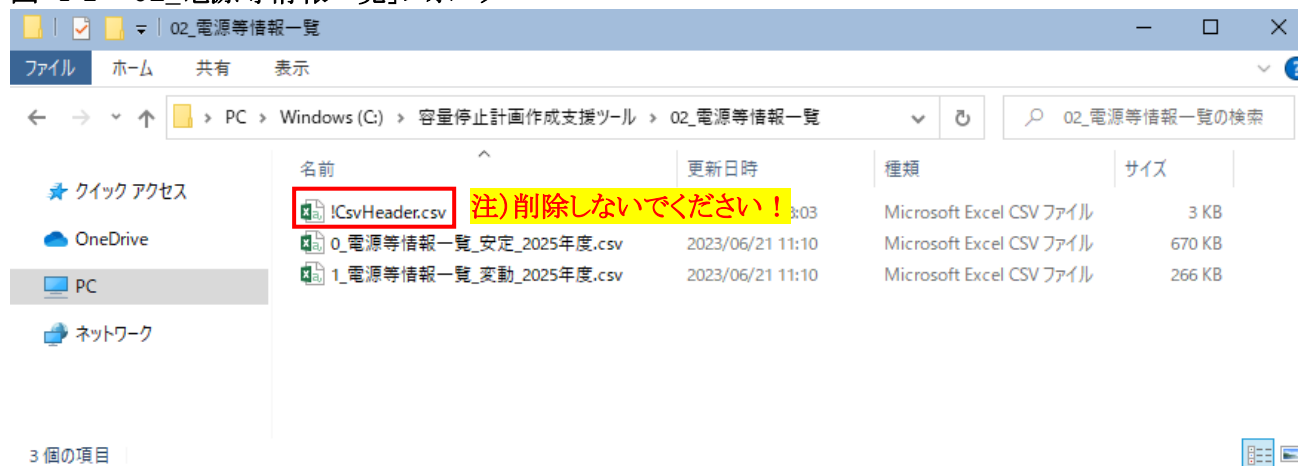 02_電源等情報一覧
ファイル ホーム 共有 表示
PC › Windows (C:) › 容量停止計画作成支援ツール › 02_電源等情報一覧 02_電源等情報一覧の検索
名前 更新日時 種類 サイズ
クイック アクセス
!CsvHeader.csv 注）削除しないでください！ 3:03 Microsoft Excel CSV ファイル 3 KB
OneDrive
0_電源等情報一覧_安定_2025年度.csv 2023/06/21 11:10 Microsoft Excel CSV ファイル 670 KB
1_電源等情報一覧_変動_2025年度.csv 2023/06/21 11:10 Microsoft Excel CSV ファイル 266 KB
PC
ネットワーク
3 個の項目